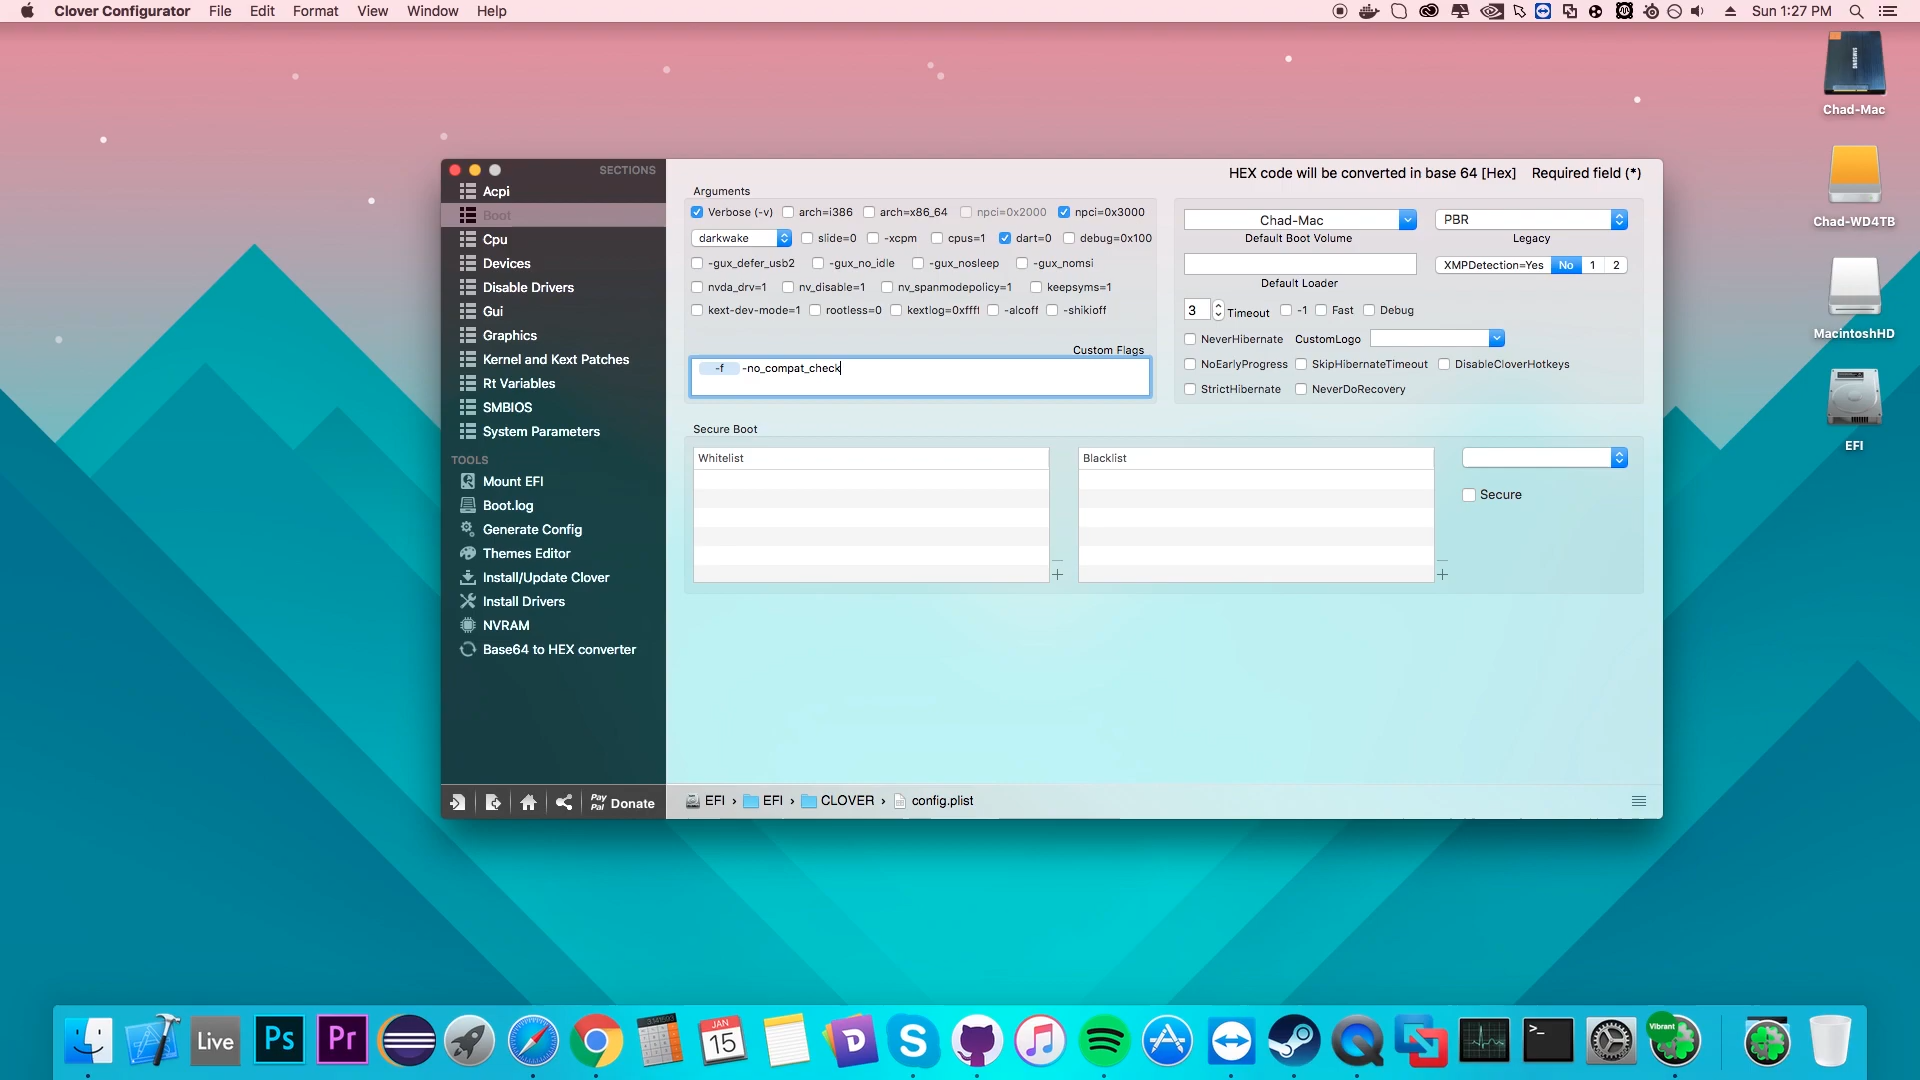 Clover Configurator File Edit Format View Window Help
Sun 1:27 PM
Chad-Mac
Chad-WD4TB
MacintoshHD
EFI
SECTIONS
Acpi
Boot
Cpu
Devices
Disable Drivers
Gui
Graphics
Kernel and Kext Patches
Rt Variables
SMBIOS
System Parameters
TOOLS
Mount EFI
Boot.log
Generate Config
Themes Editor
Install/Update Clover
Install Drivers
NVRAM
Base64 to HEX converter
Pay Pal Donate
HEX code will be converted in base 64 [Hex] Required field (*)
Arguments
Verbose (-v) arch=i386 arch=x86_64 npci=0x2000 npci=0x3000
darkwake slide=0 -xcpm cpus=1 dart=0 debug=0x100
-gux_defer_usb2 -gux_no_idle -gux_nosleep -gux_nomsi
nvda_drv=1 nv_disable=1 nv_spanmodepolicy=1 keepsyms=1
kext-dev-mode=1 rootless=0 kextlog=0xffff -alcoff -shikioff
Custom Flags
-f -no_compat_check
Chad-Mac
Default Boot Volume
PBR
Legacy
Default Loader
XMPDetection=Yes No 1 2
3 Timeout -1 Fast Debug
NeverHibernate CustomLogo
NoEarlyProgress SkipHibernateTimeout DisableCloverHotkeys
StrictHibernate NeverDoRecovery
Secure Boot
Whitelist
Blacklist
Secure
EFI › EFI › CLOVER › config.plist
Live
Ps
Pr
JAN
15
Vibrant